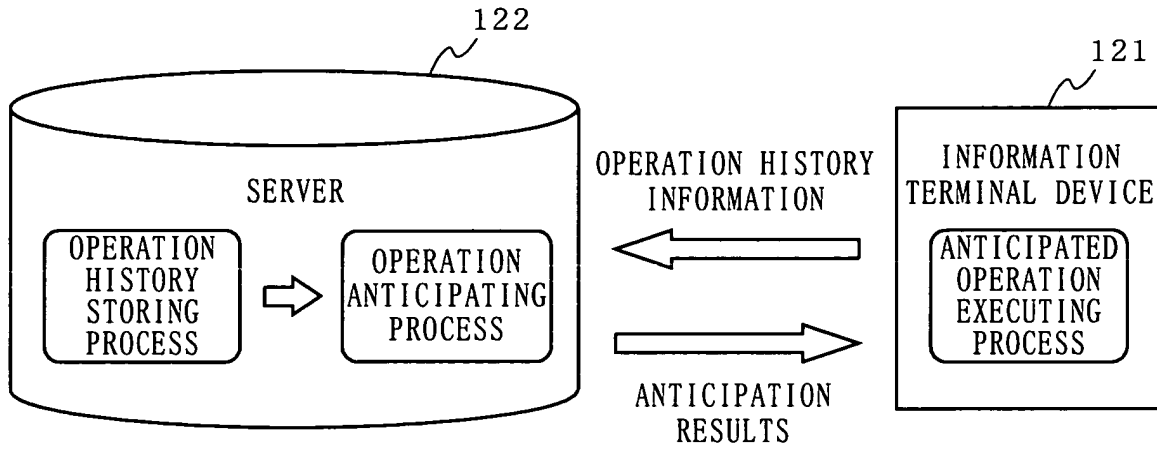 122
121
SERVER
OPERATION
HISTORY
STORING
PROCESS
OPERATION
ANTICIPATING
PROCESS
OPERATION HISTORY
INFORMATION
ANTICIPATION
RESULTS
INFORMATION
TERMINAL DEVICE
ANTICIPATED
OPERATION
EXECUTING
PROCESS